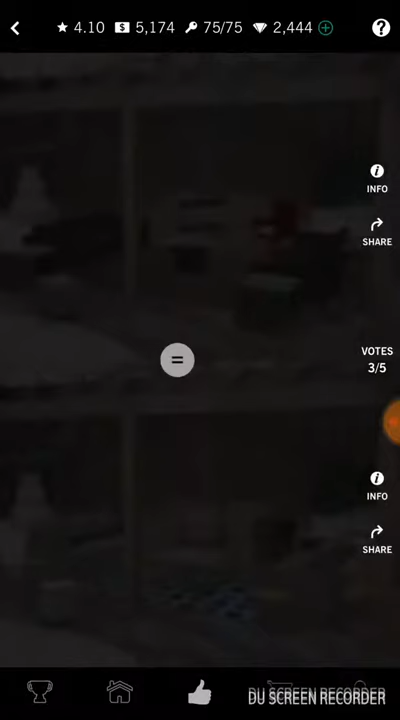 4.10 5,174 75/75 2,444
INFO
SHARE
VOTES
3/5
INFO
SHARE
DU SCREEN RECORDER